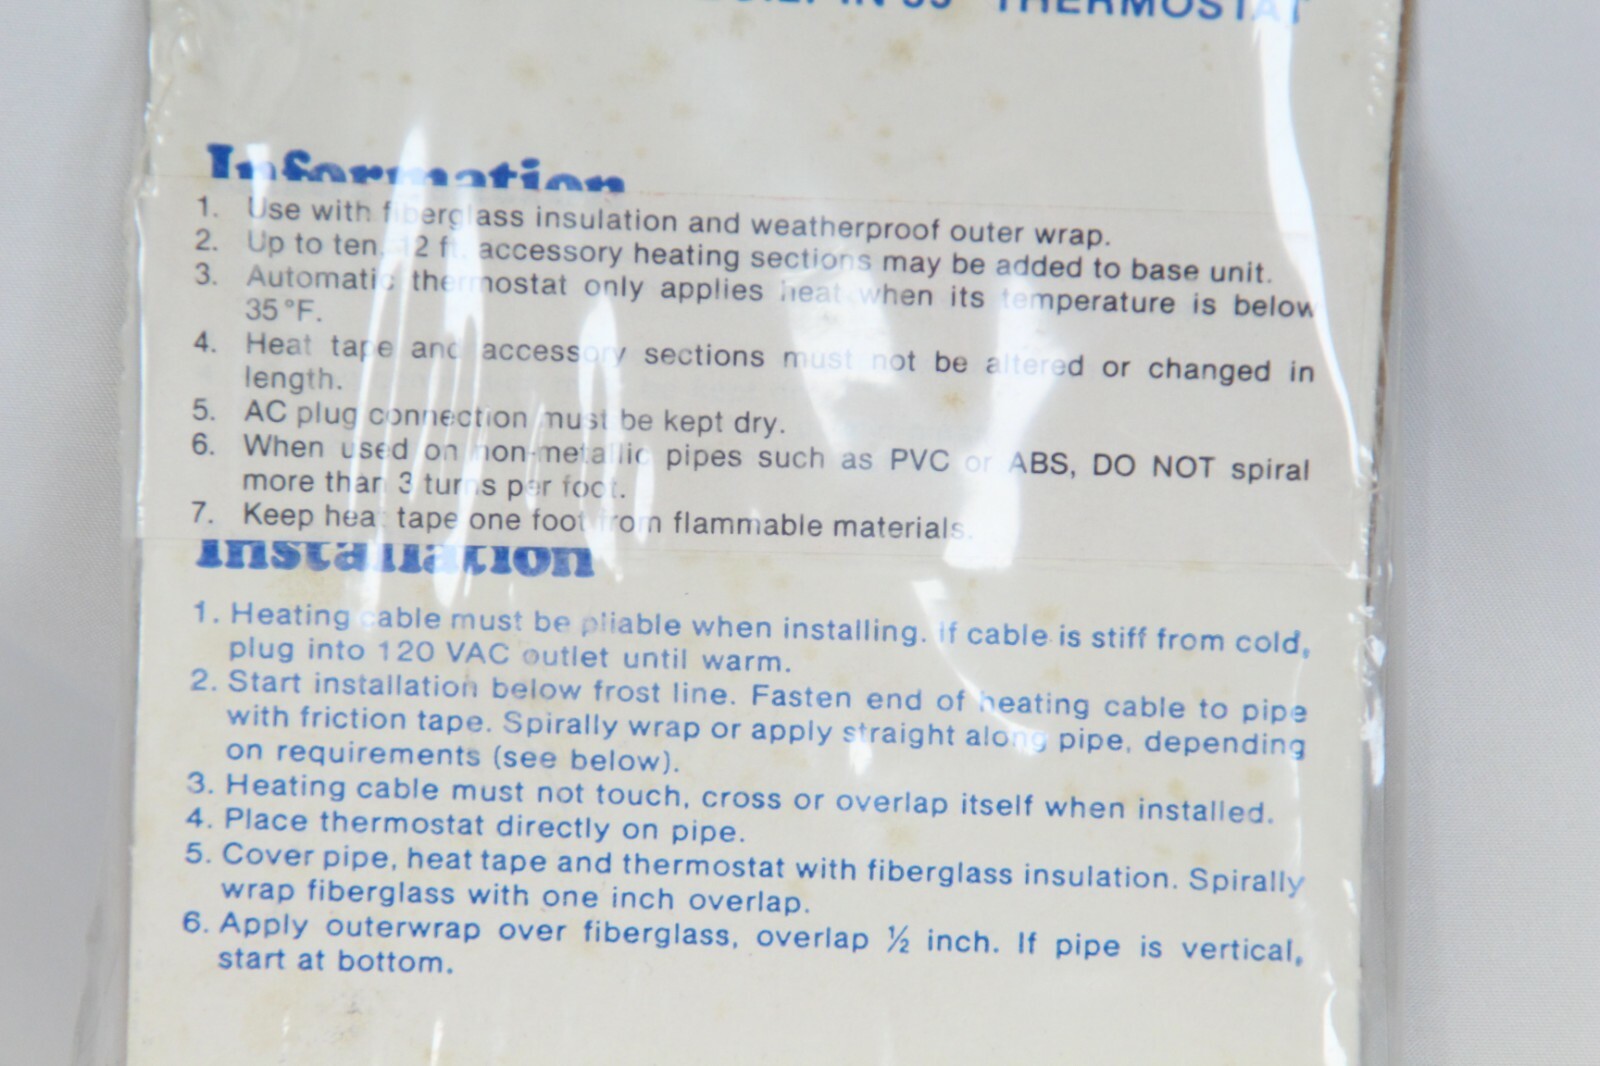 THERMOSTAT
Information
1. Use with fiberglass insulation and weatherproof outer wrap.
2. Up to ten, 12 ft. accessory heating sections may be added to base unit.
3. Automatic thermostat only applies heat when its temperature is below
35°F.
4. Heat tape and accessory sections must not be altered or changed in
length.
5. AC plug connection must be kept dry.
6. When used on non-metallic pipes such as PVC or ABS, DO NOT spiral
more than 3 turns per foot.
7. Keep heat tape one foot from flammable materials.
Installation
1. Heating cable must be pliable when installing. If cable is stiff from cold,
plug into 120 VAC outlet until warm.
2. Start installation below frost line. Fasten end of heating cable to pipe
with friction tape. Spirally wrap or apply straight along pipe, depending
on requirements (see below).
3. Heating cable must not touch, cross or overlap itself when installed.
4. Place thermostat directly on pipe.
5. Cover pipe, heat tape and thermostat with fiberglass insulation. Spirally
wrap fiberglass with one inch overlap.
6. Apply outerwrap over fiberglass, overlap ½ inch. If pipe is vertical,
start at bottom.